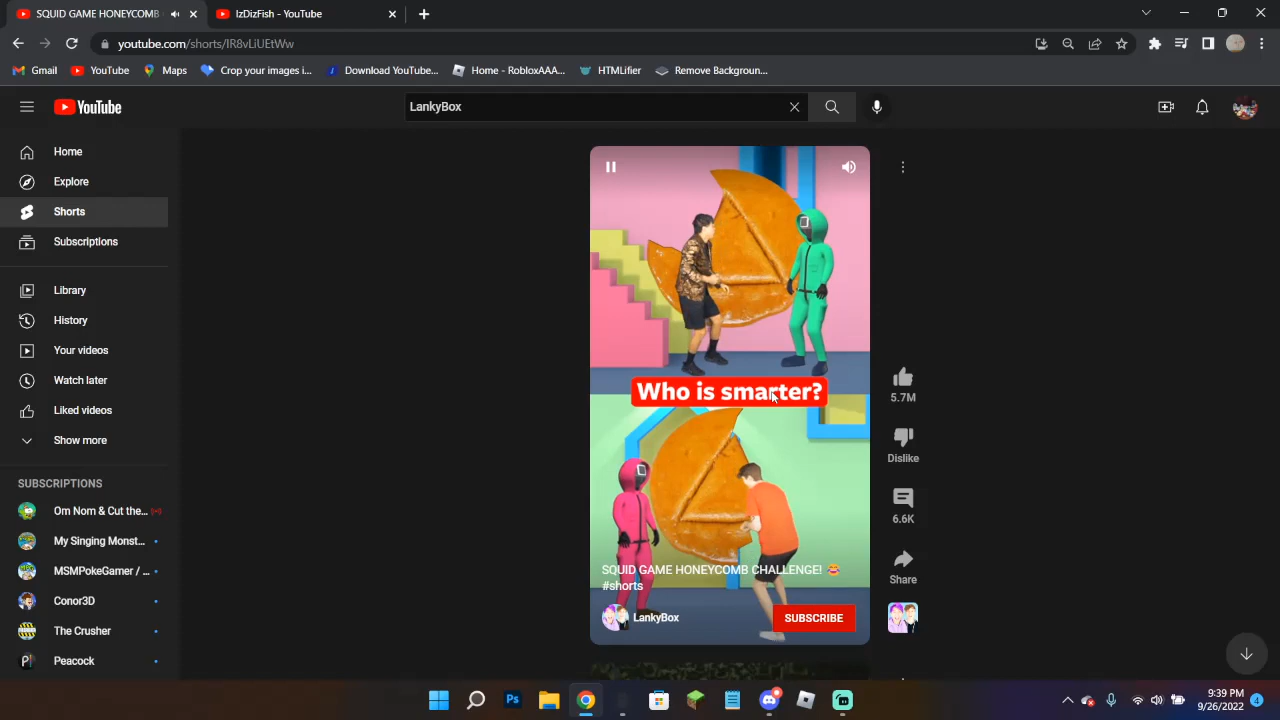 SQUID GAME HONEYCOMB
IzDizFish - YouTube
youtube.com/shorts/IR8vLiUEtWw
Gmail
YouTube
Maps
Crop your images i...
Download YouTube...
Home - RobloxAAA...
HTMLifier
Remove Backgroun...
YouTube
LankyBox
Home
Explore
Shorts
Subscriptions
Library
History
Your videos
Watch later
Liked videos
Show more
SUBSCRIPTIONS
Om Nom & Cut the...
My Singing Monst...
MSMPokeGamer / ...
Conor3D
The Crusher
Peacock
Who is smarter?
SQUID GAME HONEYCOMB CHALLENGE! 🥰
#shorts
LankyBox
SUBSCRIBE
5.7M
Dislike
6.6K
Share
Ps
9:39 PM
9/26/2022
4